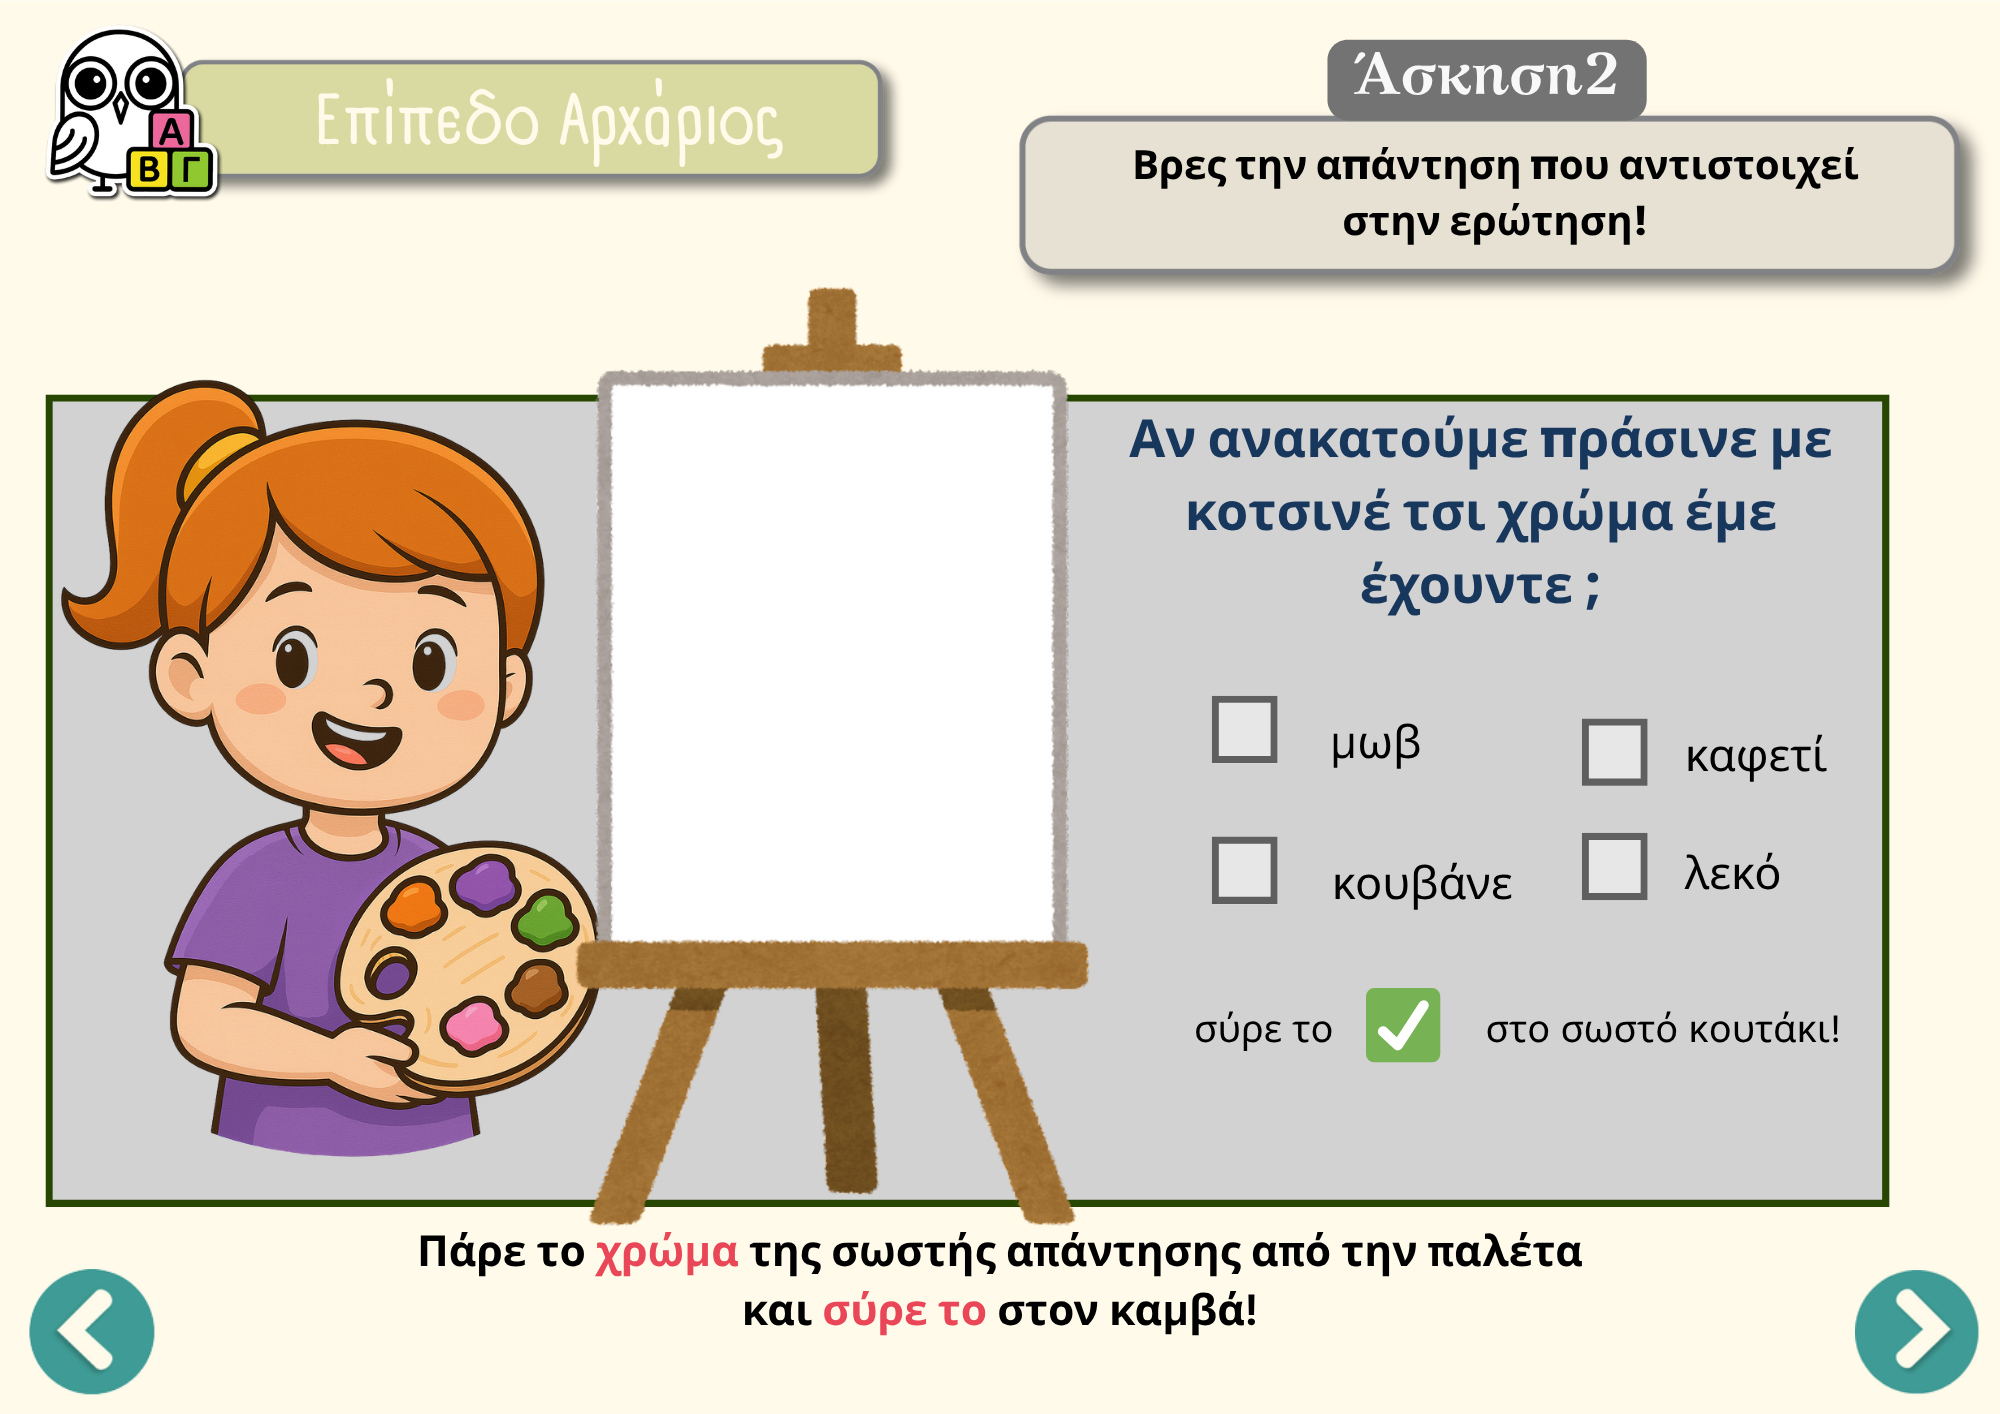 Α
Β Γ
Επίπεδο Αρχάριος
Άσκηση2
Βρες την απάντηση που αντιστοιχεί
στην ερώτηση!
Αν ανακατούμε πράσινε με
κοτσινέ τσι χρώμα έμε
έχουντε ;
μωβ
καφετί
κουβάνε
λεκό
σύρε το στο σωστό κουτάκι!
Πάρε το χρώμα της σωστής απάντησης από την παλέτα
και σύρε το στον καμβά!